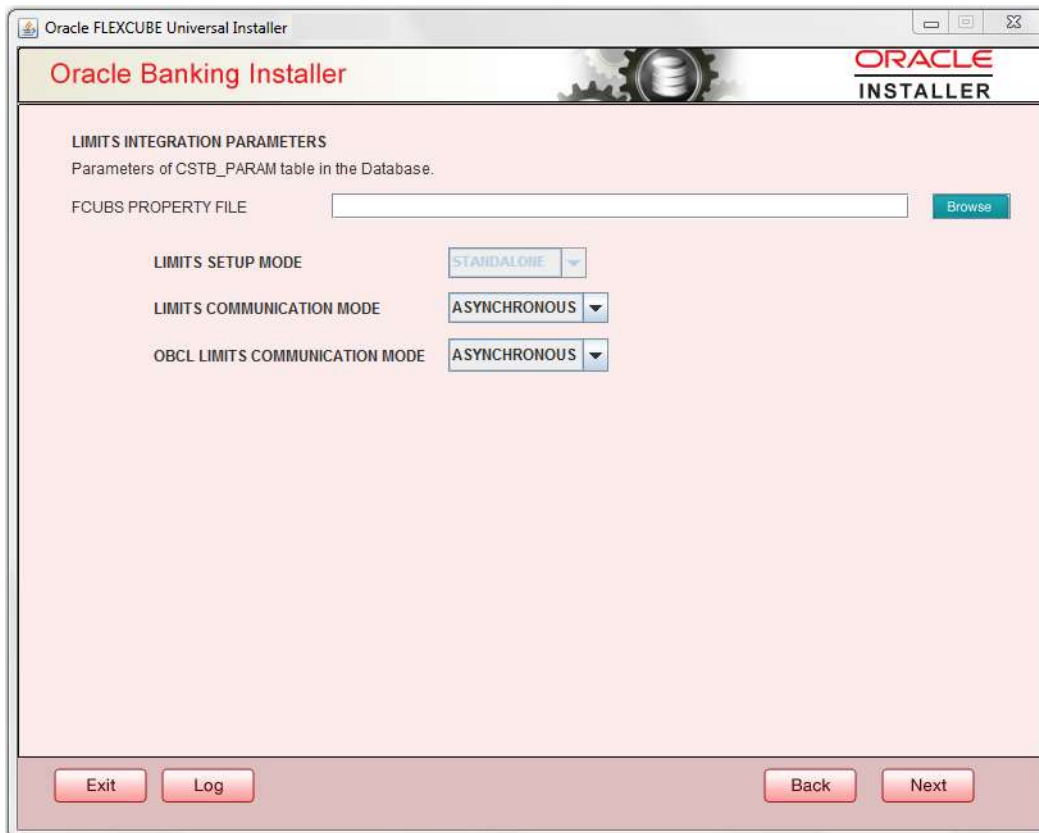 Oracle FLEXCUBE Universal Installer
Oracle Banking Installer
ORACLE
INSTALLER
LIMITS INTEGRATION PARAMETERS
Parameters of CSTB_PARAM table in the Database.
FCUBS PROPERTY FILE Browse
LIMITS SETUP MODE STANDALONE
LIMITS COMMUNICATION MODE ASYNCHRONOUS
OBCL LIMITS COMMUNICATION MODE ASYNCHRONOUS
Exit Log Back Next